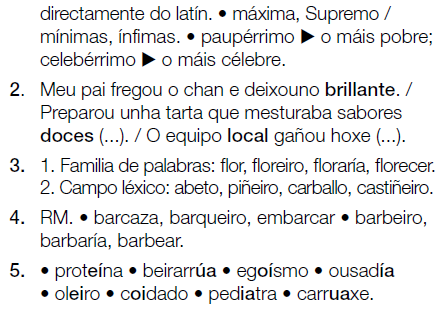 directamente do latín. • máxima, Supremo /
mínimas, ínfimas. • paupérrimo ▶ o máis pobre;
celebérrimo ▶ o máis célebre.
2. Meu pai fregou o chan e deixouno brillante. /
Preparou unha tarta que mesturaba sabores
doces (...). / O equipo local gañou hoxe (...).
3. 1. Familia de palabras: flor, floreiro, floraría, florecer.
2. Campo léxico: abeto, piñeiro, carballo, castiñeiro.
4. RM. • barcaza, barqueiro, embarcar • barbeiro,
barbaría, barbear.
5. • proteína • beirarrúa • egoísmo • ousadía
• oleiro • coidado • pediatra • carruaxe.